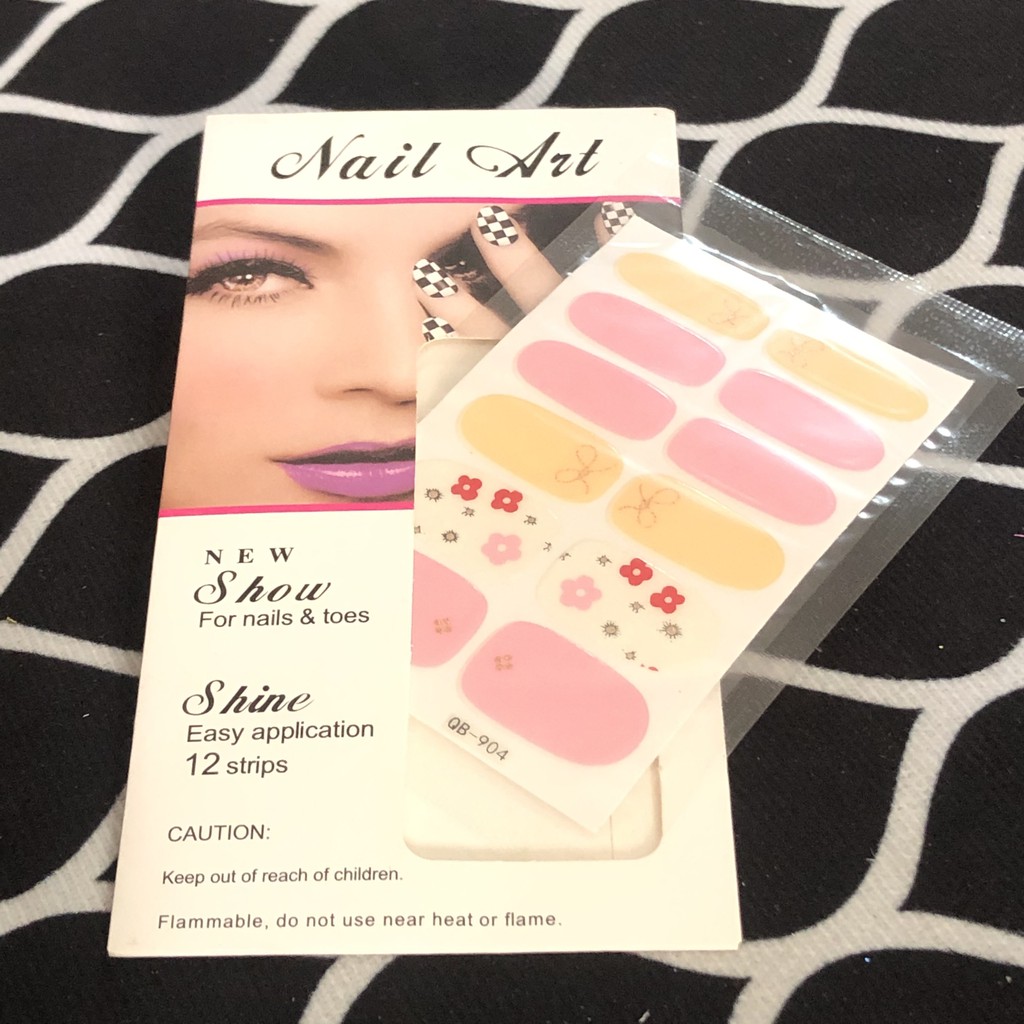 Nail Art
NEW
Show
For nails & toes
Shine
Easy application
12 strips
CAUTION:
Keep out of reach of children.
Flammable, do not use near heat or flame.
QB-904